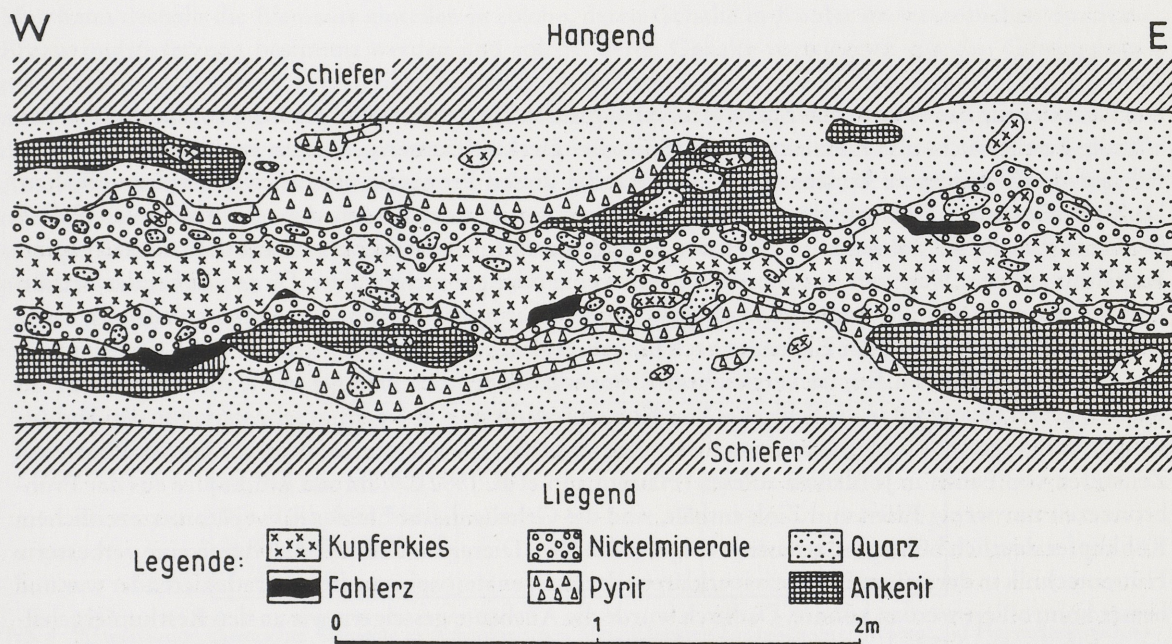 W
Hangend
E
Schiefer
Schiefer
Liegend
Legende:
Kupferkies
Nickelminerale
Quarz
Fahlerz
Pyrit
Ankerit
0 1 2m